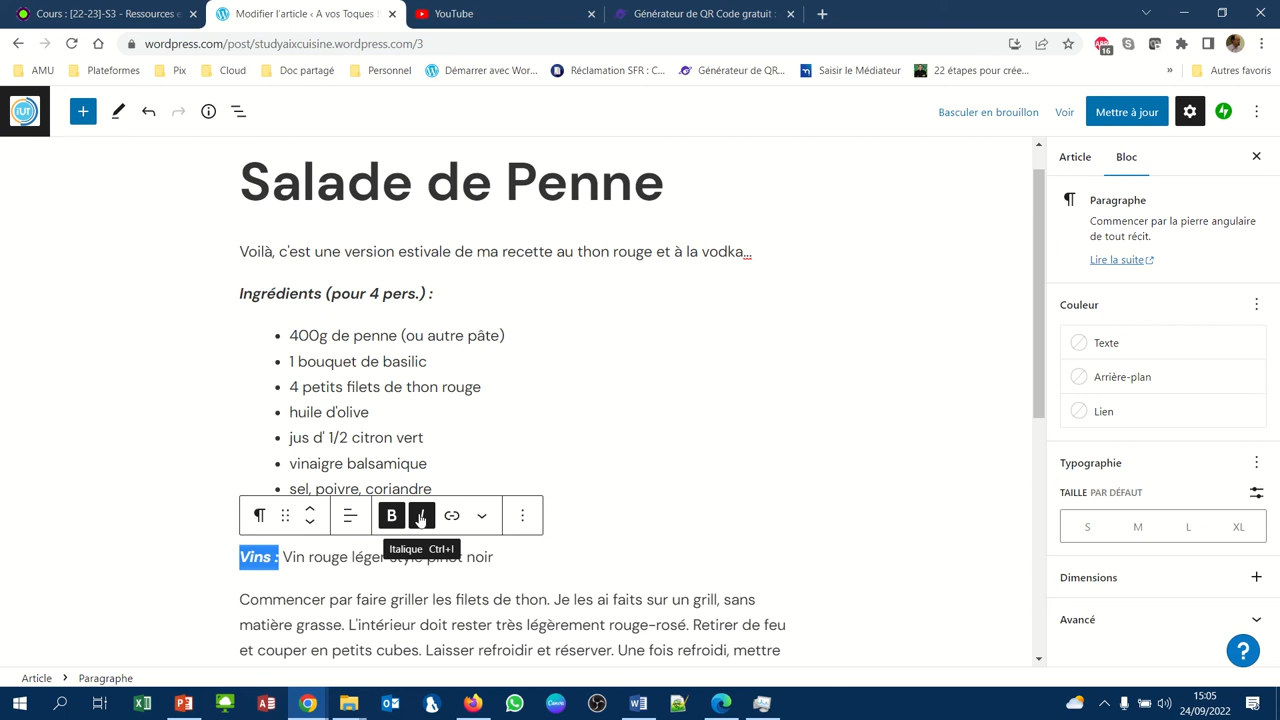 Cours : [22-23]-S3 - Ressources e
Modifier l'article ‹ A vos Toques
YouTube
Générateur de QR Code gratuit :
wordpress.com/post/studyaixcuisine.wordpress.com/3
16
AMU
Plateformes
Pix
Cloud
Doc partagé
Personnel
Démarrer avec Wor...
Réclamation SFR : C...
Générateur de QR...
Saisir le Médiateur
22 étapes pour crée...
»
Autres favoris
iUT
Basculer en brouillon
Voir
Mettre à jour
Salade de Penne
Voilà, c'est une version estivale de ma recette au thon rouge et à la vodka...
Ingrédients (pour 4 pers.) :
• 400g de penne (ou autre pâte)
• 1 bouquet de basilic
• 4 petits filets de thon rouge
• huile d'olive
• jus d' 1/2 citron vert
• vinaigre balsamique
• sel, poivre, coriandre
B I
Italique Ctrl+I
Vins : Vin rouge léger style pinot noir
Commencer par faire griller les filets de thon. Je les ai faits sur un grill, sans
matière grasse. L'intérieur doit rester très légèrement rouge-rosé. Retirer de feu
et couper en petits cubes. Laisser refroidir et réserver. Une fois refroidi, mettre
Article
Bloc
Paragraphe
Commencer par la pierre angulaire
de tout récit.
Lire la suite
Couleur
Texte
Arrière-plan
Lien
Typographie
TAILLE PAR DÉFAUT
S M L XL
Dimensions
Avancé
?
Article > Paragraphe
15:05
24/09/2022